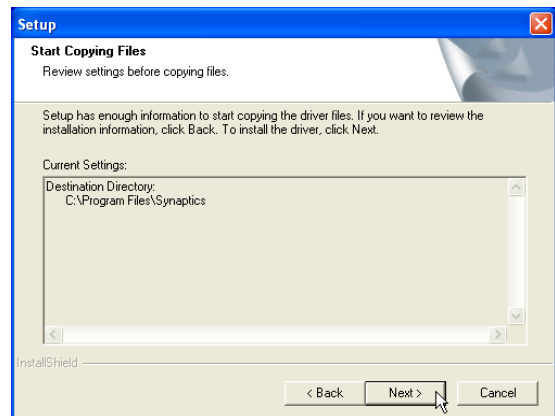 Setup
Start Copying Files
Review settings before copying files.
Setup has enough information to start copying the driver files. If you want to review the
installation information, click Back. To install the driver, click Next.
Current Settings:
Destination Directory:
C:\Program Files\Synaptics
InstallShield
< Back Next > Cancel